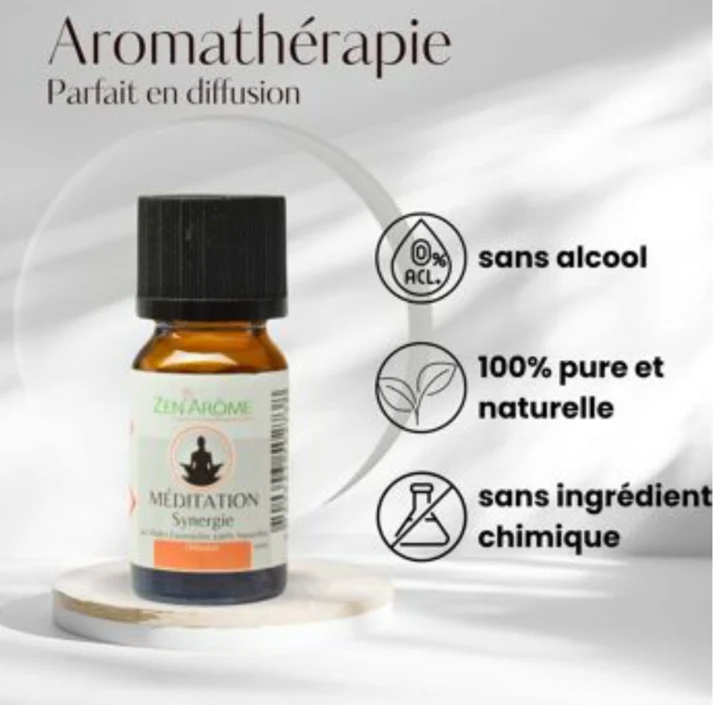 Aromathérapie
Parfait en diffusion
0%
ACL.
sans alcool
100% pure et
naturelle
sans ingrédient
chimique
ZEN'ARÔME
MÉDITATION
Synergie